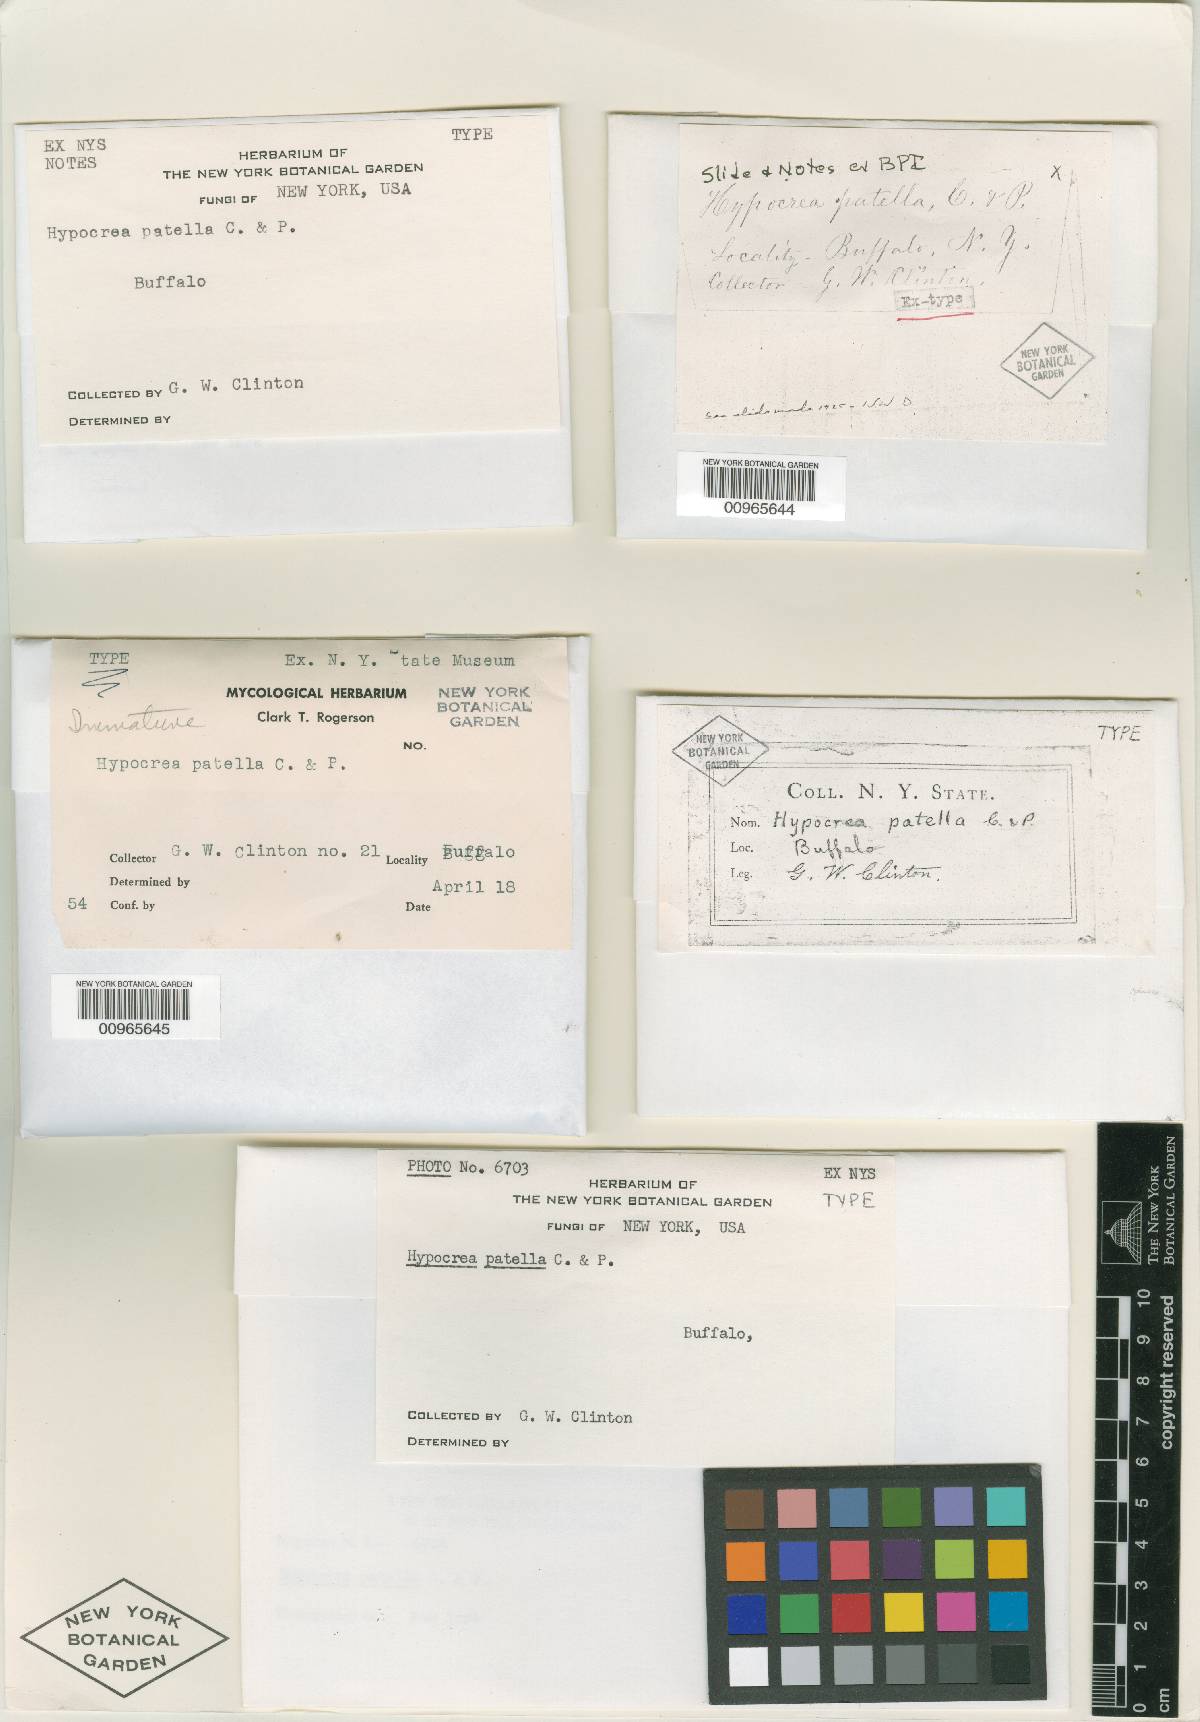 EX NYS
NOTES
TYPE
HERBARIUM OF
THE NEW YORK BOTANICAL GARDEN
FUNGI OF NEW YORK, USA
Hypocrea patella C. & P.
Buffalo
COLLECTED BY G. W. Clinton
DETERMINED BY
Slide & Notes ex BPI
X
Hypocrea patella, C. & P.
Locality - Buffalo, N. Y.
Collector - G. W. Clinton.
Ex-type
NEW YORK
BOTANICAL
GARDEN
NEW YORK BOTANICAL GARDEN
00965644
TYPE
Ex. N. Y. tate Museum
MYCOLOGICAL HERBARIUM
Clark T. Rogerson
NEW YORK
BOTANICAL
GARDEN
Immature
NO.
Hypocrea patella C. & P.
Collector G. W. Clinton no. 21 Locality Buffalo
Determined by
April 18
54 Conf. by Date
NEW YORK BOTANICAL GARDEN
00965645
NEW YORK
BOTANICAL
GARDEN
TYPE
COLL. N. Y. STATE.
Nom. Hypocrea patella C. & P.
Loc. Buffalo
Leg. G. W. Clinton.
PHOTO No. 6703
EX NYS
TYPE
HERBARIUM OF
THE NEW YORK BOTANICAL GARDEN
FUNGI OF NEW YORK, USA
Hypocrea patella C. & P.
Buffalo,
COLLECTED BY G. W. Clinton
DETERMINED BY
THE NEW YORK
BOTANICAL GARDEN
copyright reserved
10
9
8
7
6
5
4
3
2
1
0
cm
NEW YORK
BOTANICAL
GARDEN